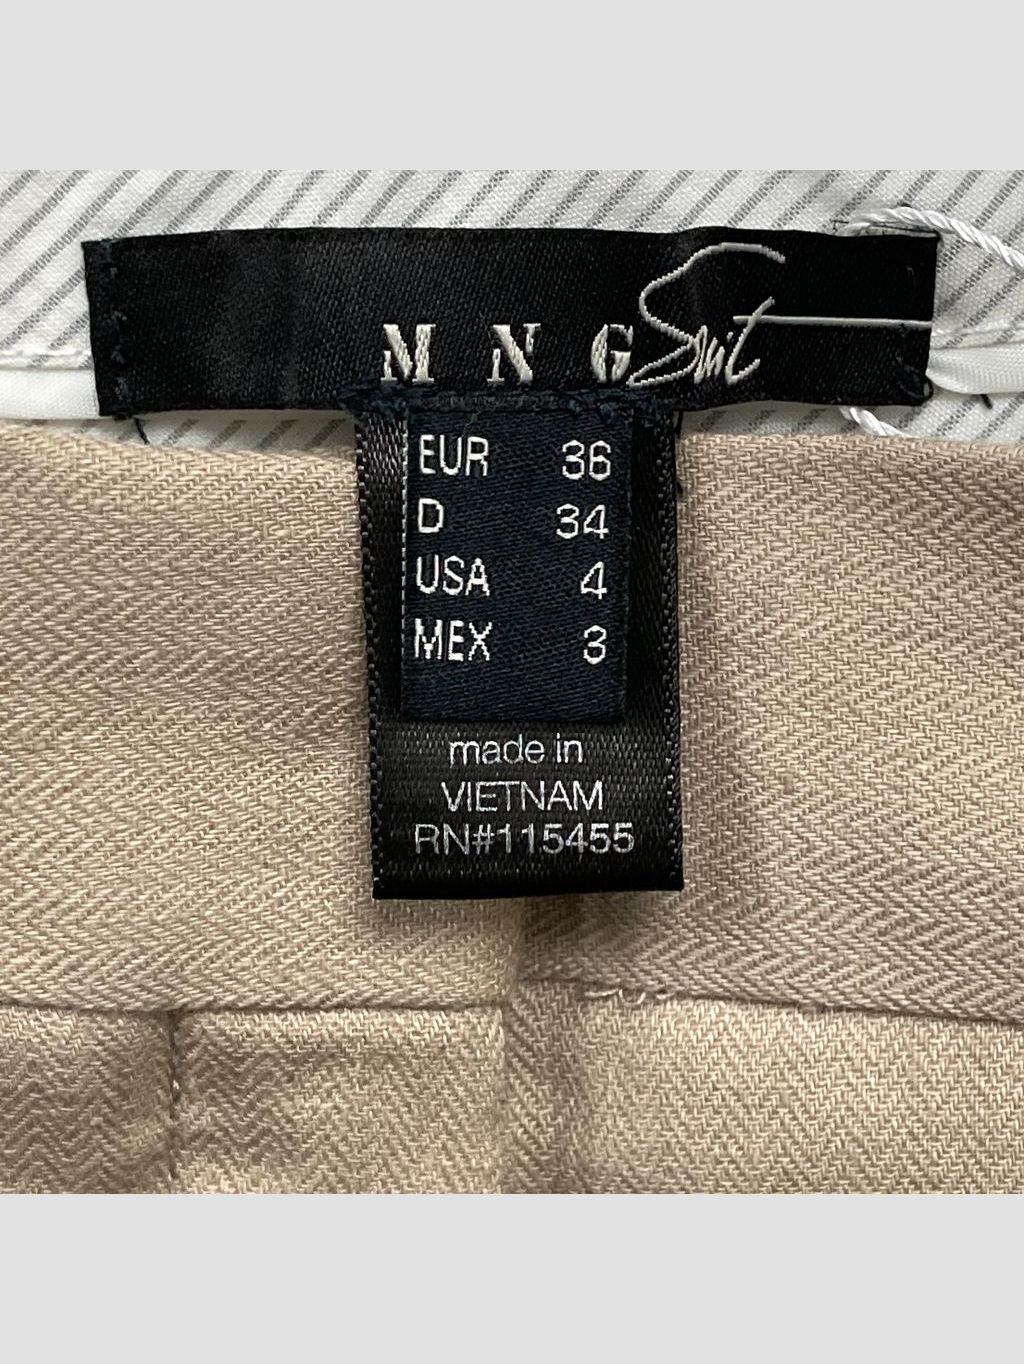 M N G Suit
EUR 36
D 34
USA 4
MEX 3
made in
VIETNAM
RN#115455